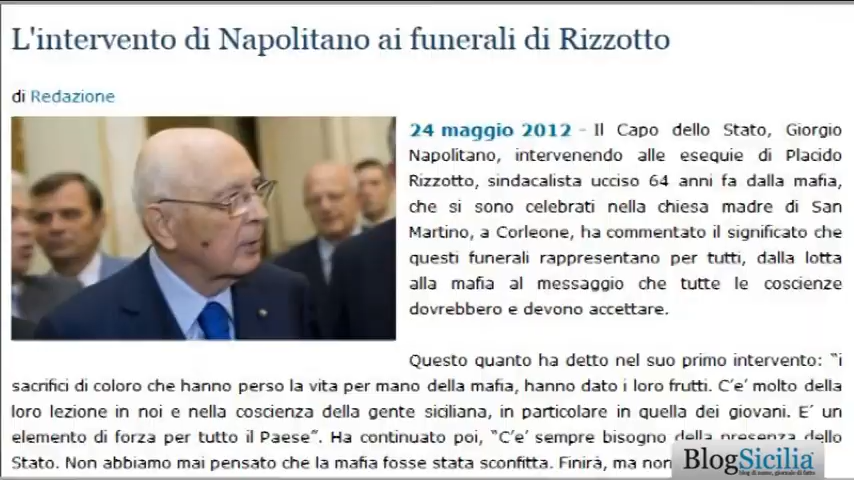 L'intervento di Napolitano ai funerali di Rizzotto
di Redazione
24 maggio 2012 - Il Capo dello Stato, Giorgio
Napolitano, intervenendo alle esequie di Placido
Rizzotto, sindacalista ucciso 64 anni fa dalla mafia,
che si sono celebrati nella chiesa madre di San
Martino, a Corleone, ha commentato il significato che
questi funerali rappresentano per tutti, dalla lotta
alla mafia al messaggio che tutte le coscienze
dovrebbero e devono accettare.
Questo quanto ha detto nel suo primo intervento: “i
sacrifici di coloro che hanno perso la vita per mano della mafia, hanno dato i loro frutti. C’e’ molto della
loro lezione in noi e nella coscienza della gente siciliana, in particolare in quella dei giovani. E’ un
elemento di forza per tutto il Paese”. Ha continuato poi, “C’e’ sempre bisogno della presenza dello
Stato. Non abbiamo mai pensato che la mafia fosse stata sconfitta. Finirà, ma non
BlogSicilia